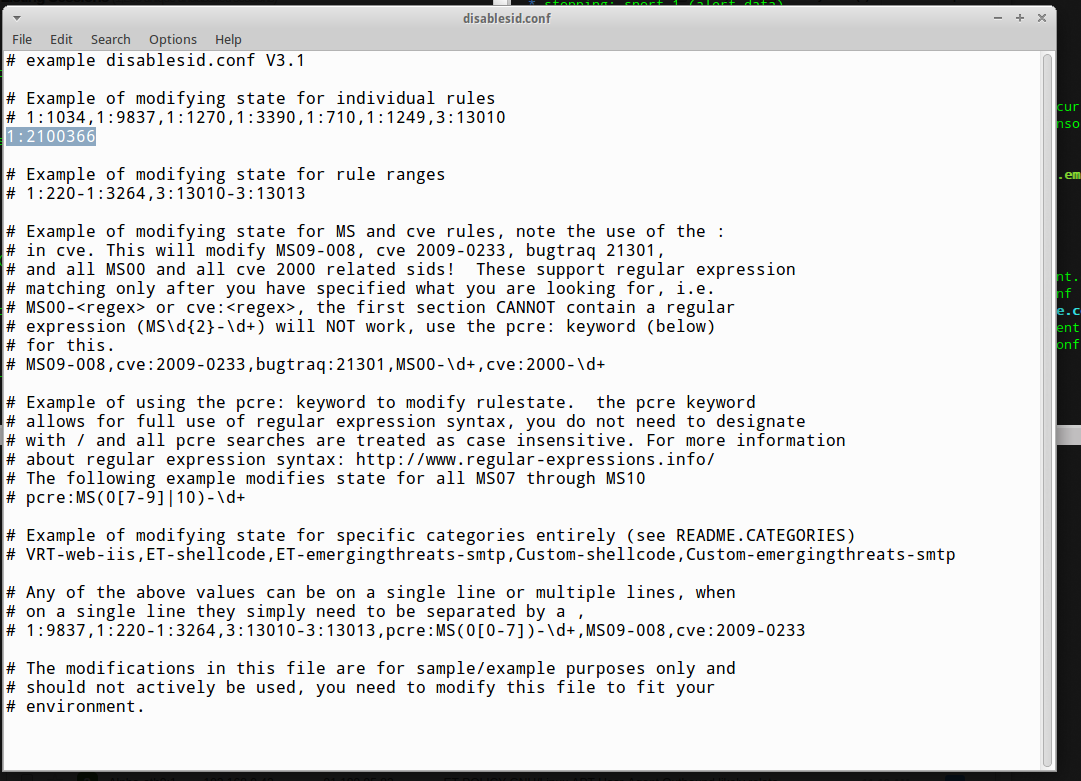 * stopping: snort-1 (alert data)
disablesid.conf
File Edit Search Options Help
# example disablesid.conf V3.1
# Example of modifying state for individual rules
# 1:1034,1:9837,1:1270,1:3390,1:710,1:1249,3:13010
1:2100366
# Example of modifying state for rule ranges
# 1:220-1:3264,3:13010-3:13013
# Example of modifying state for MS and cve rules, note the use of the :
# in cve. This will modify MS09-008, cve 2009-0233, bugtraq 21301,
# and all MS00 and all cve 2000 related sids!  These support regular expression
# matching only after you have specified what you are looking for, i.e.
# MS00-<regex> or cve:<regex>, the first section CANNOT contain a regular
# expression (MS\d{2}-\d+) will NOT work, use the pcre: keyword (below)
# for this.
# MS09-008,cve:2009-0233,bugtraq:21301,MS00-\d+,cve:2000-\d+
# Example of using the pcre: keyword to modify rulestate.  the pcre keyword
# allows for full use of regular expression syntax, you do not need to designate
# with / and all pcre searches are treated as case insensitive. For more information
# about regular expression syntax: http://www.regular-expressions.info/
# The following example modifies state for all MS07 through MS10
# pcre:MS(0[7-9]|10)-\d+
# Example of modifying state for specific categories entirely (see README.CATEGORIES)
# VRT-web-iis,ET-shellcode,ET-emergingthreats-smtp,Custom-shellcode,Custom-emergingthreats-smtp
# Any of the above values can be on a single line or multiple lines, when
# on a single line they simply need to be separated by a ,
# 1:9837,1:220-1:3264,3:13010-3:13013,pcre:MS(0[0-7])-\d+,MS09-008,cve:2009-0233
# The modifications in this file are for sample/example purposes only and
# should not actively be used, you need to modify this file to fit your
# environment.
cur
nso
.em
nt.
nf
e.c
ent
onf